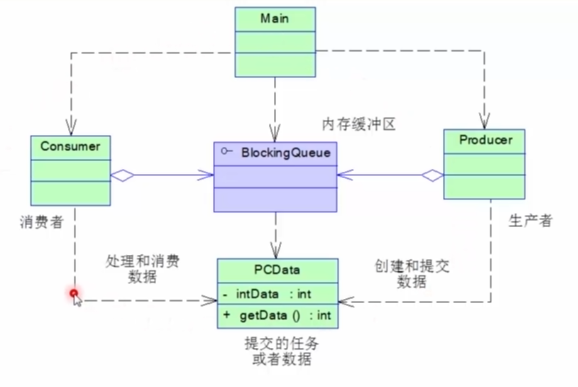 Main
内存缓冲区
Consumer
BlockingQueue
Producer
消费者
生产者
处理和消费
数据
PCData
- intData : int
+ getData () : int
创建和提交
数据
提交的任务
或者数据